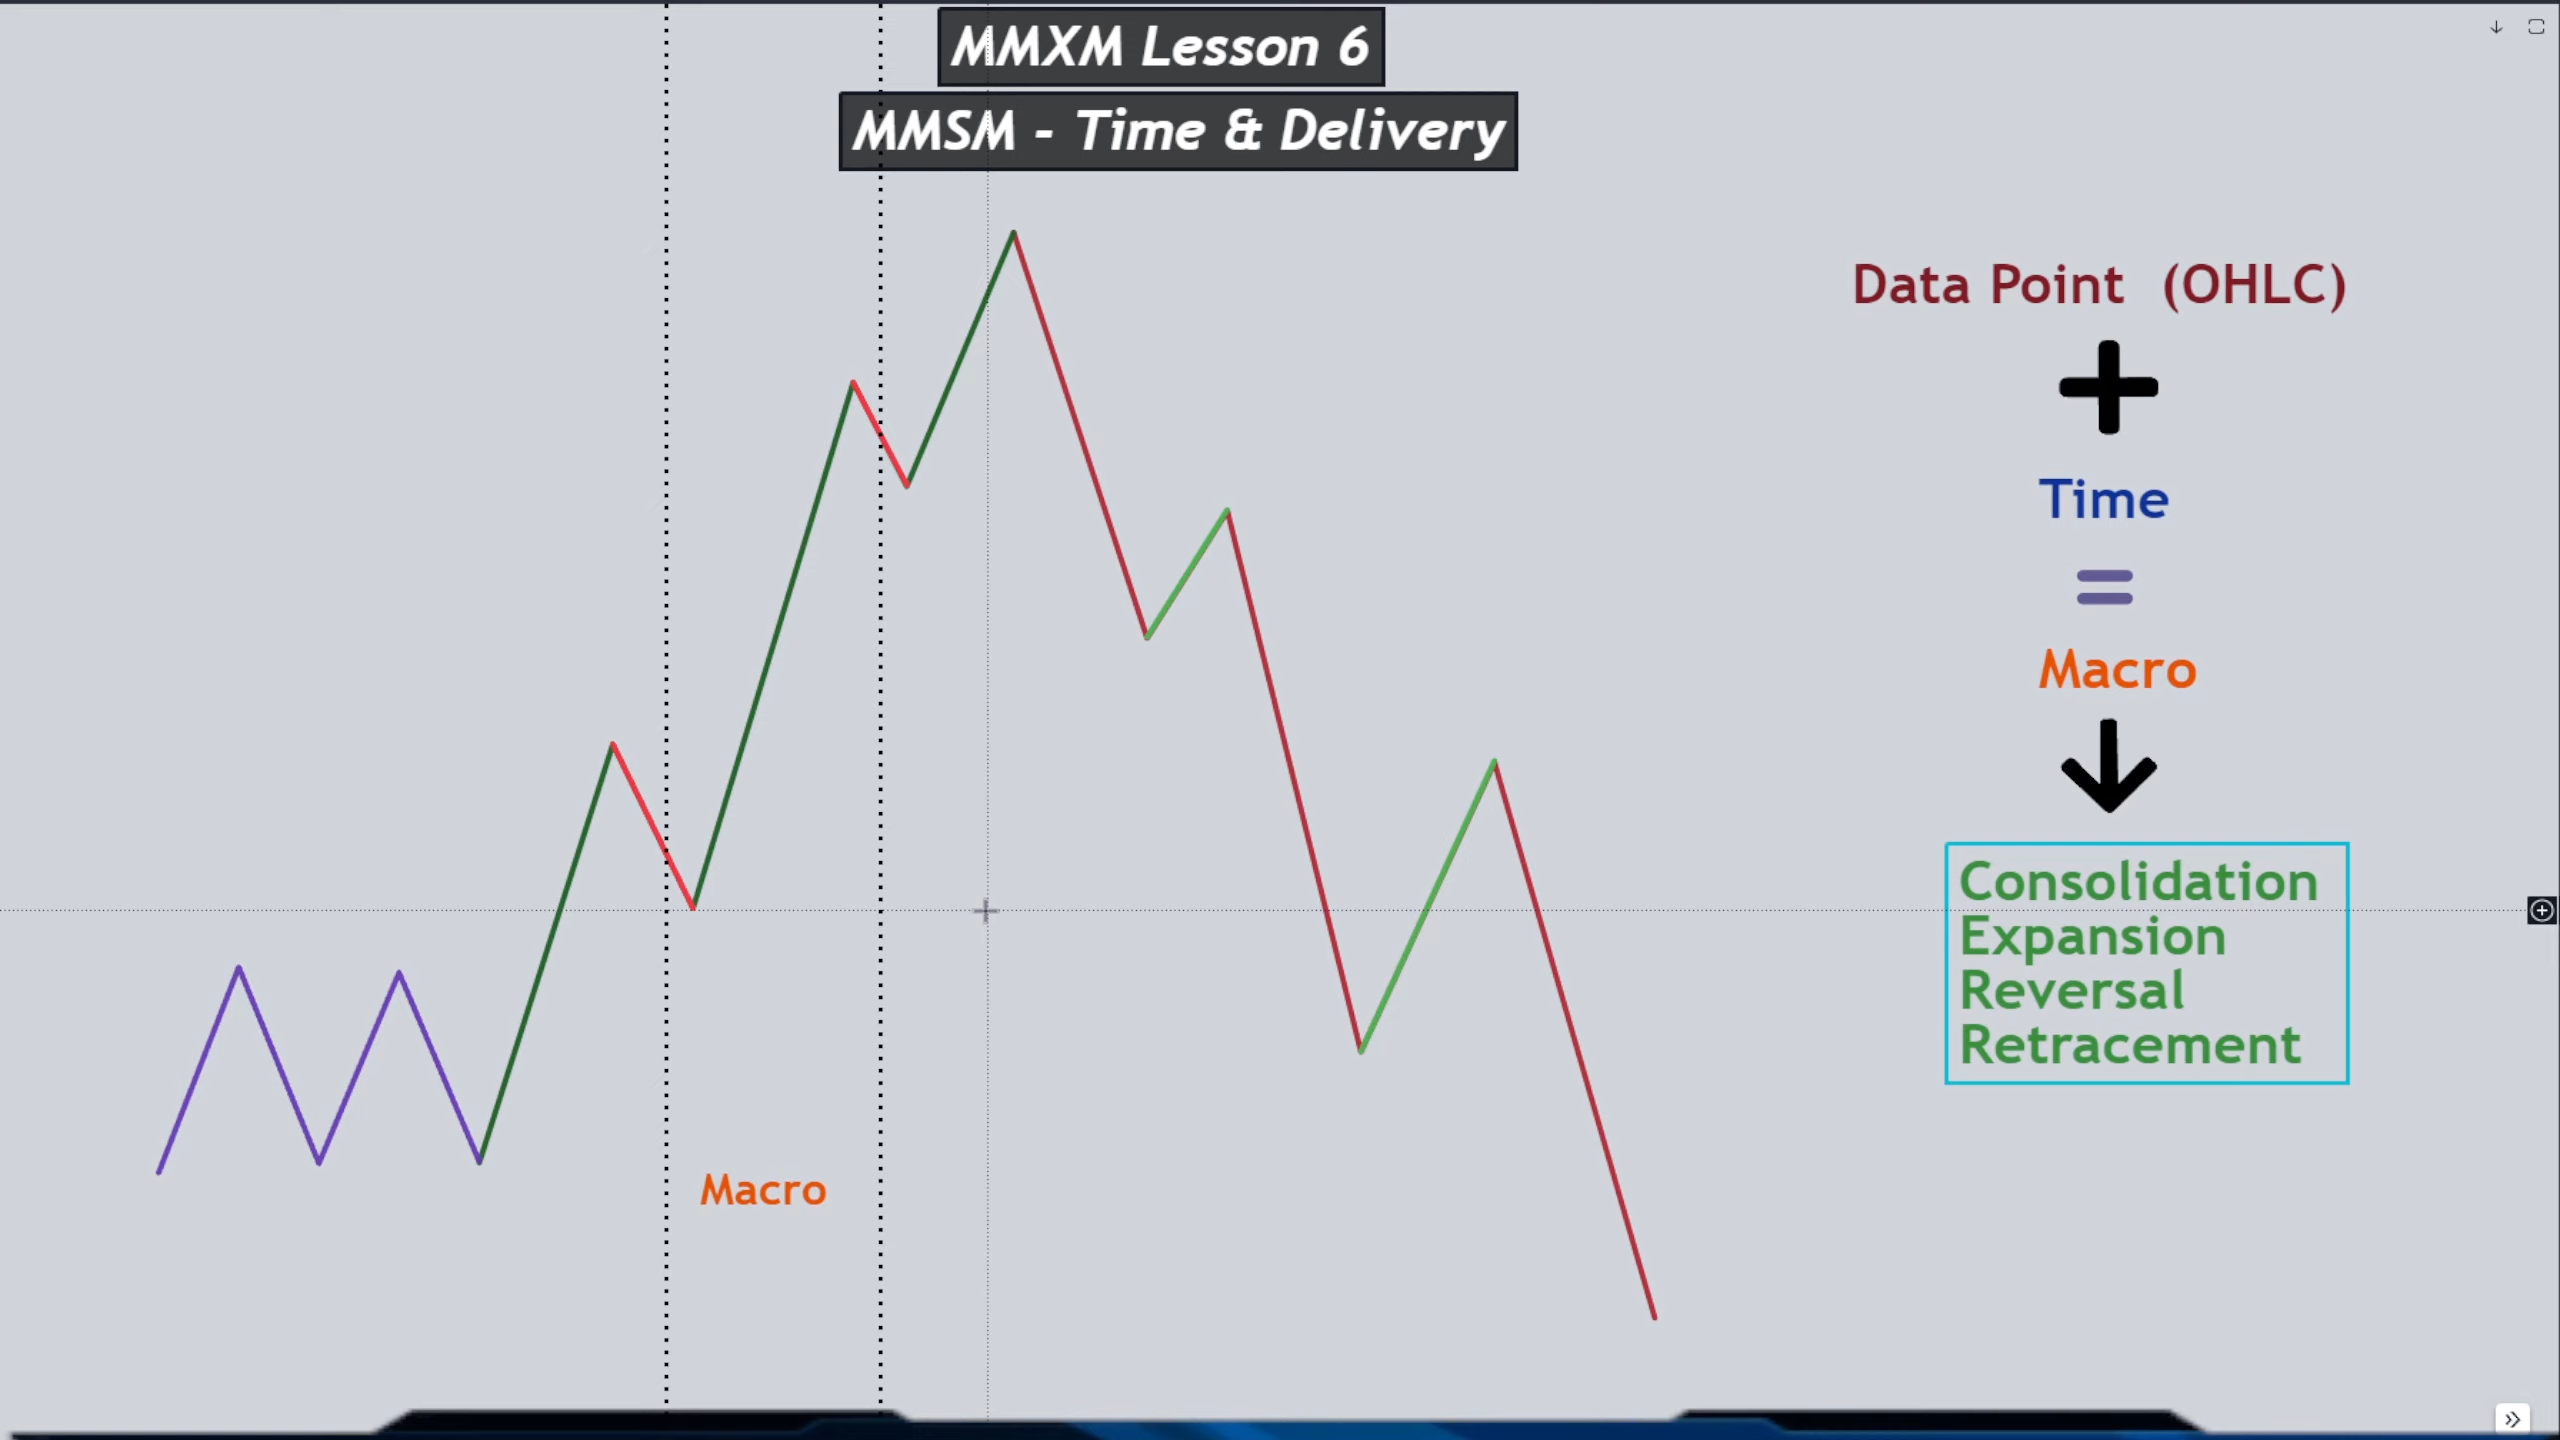 MMXM Lesson 6
MMSM - Time & Delivery
Data Point (OHLC)
+
Time
=
Macro
Consolidation
Expansion
Reversal
Retracement
Macro